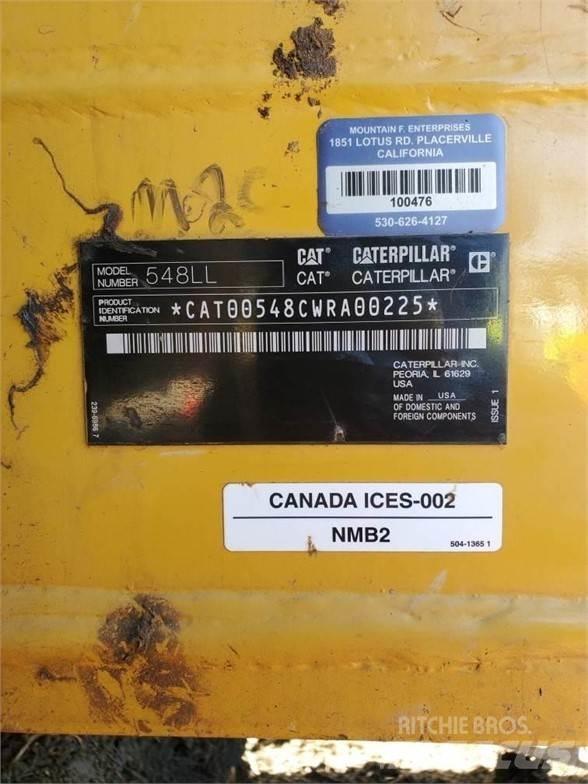 MOUNTAIN F. ENTERPRISES
1851 LOTUS RD. PLACERVILLE
CALIFORNIA
100476
530-626-4127
MODEL NUMBER 548LL
CAT® CATERPILLAR®
CAT® CATERPILLAR®
PRODUCT IDENTIFICATION NUMBER *CAT00548CWRA00225*
CATERPILLAR INC.
PEORIA, IL 61629
USA
MADE IN USA
OF DOMESTIC AND
FOREIGN COMPONENTS
ISSUE 1
CANADA ICES-002
NMB2
504-1365 1
RITCHIE BROS.